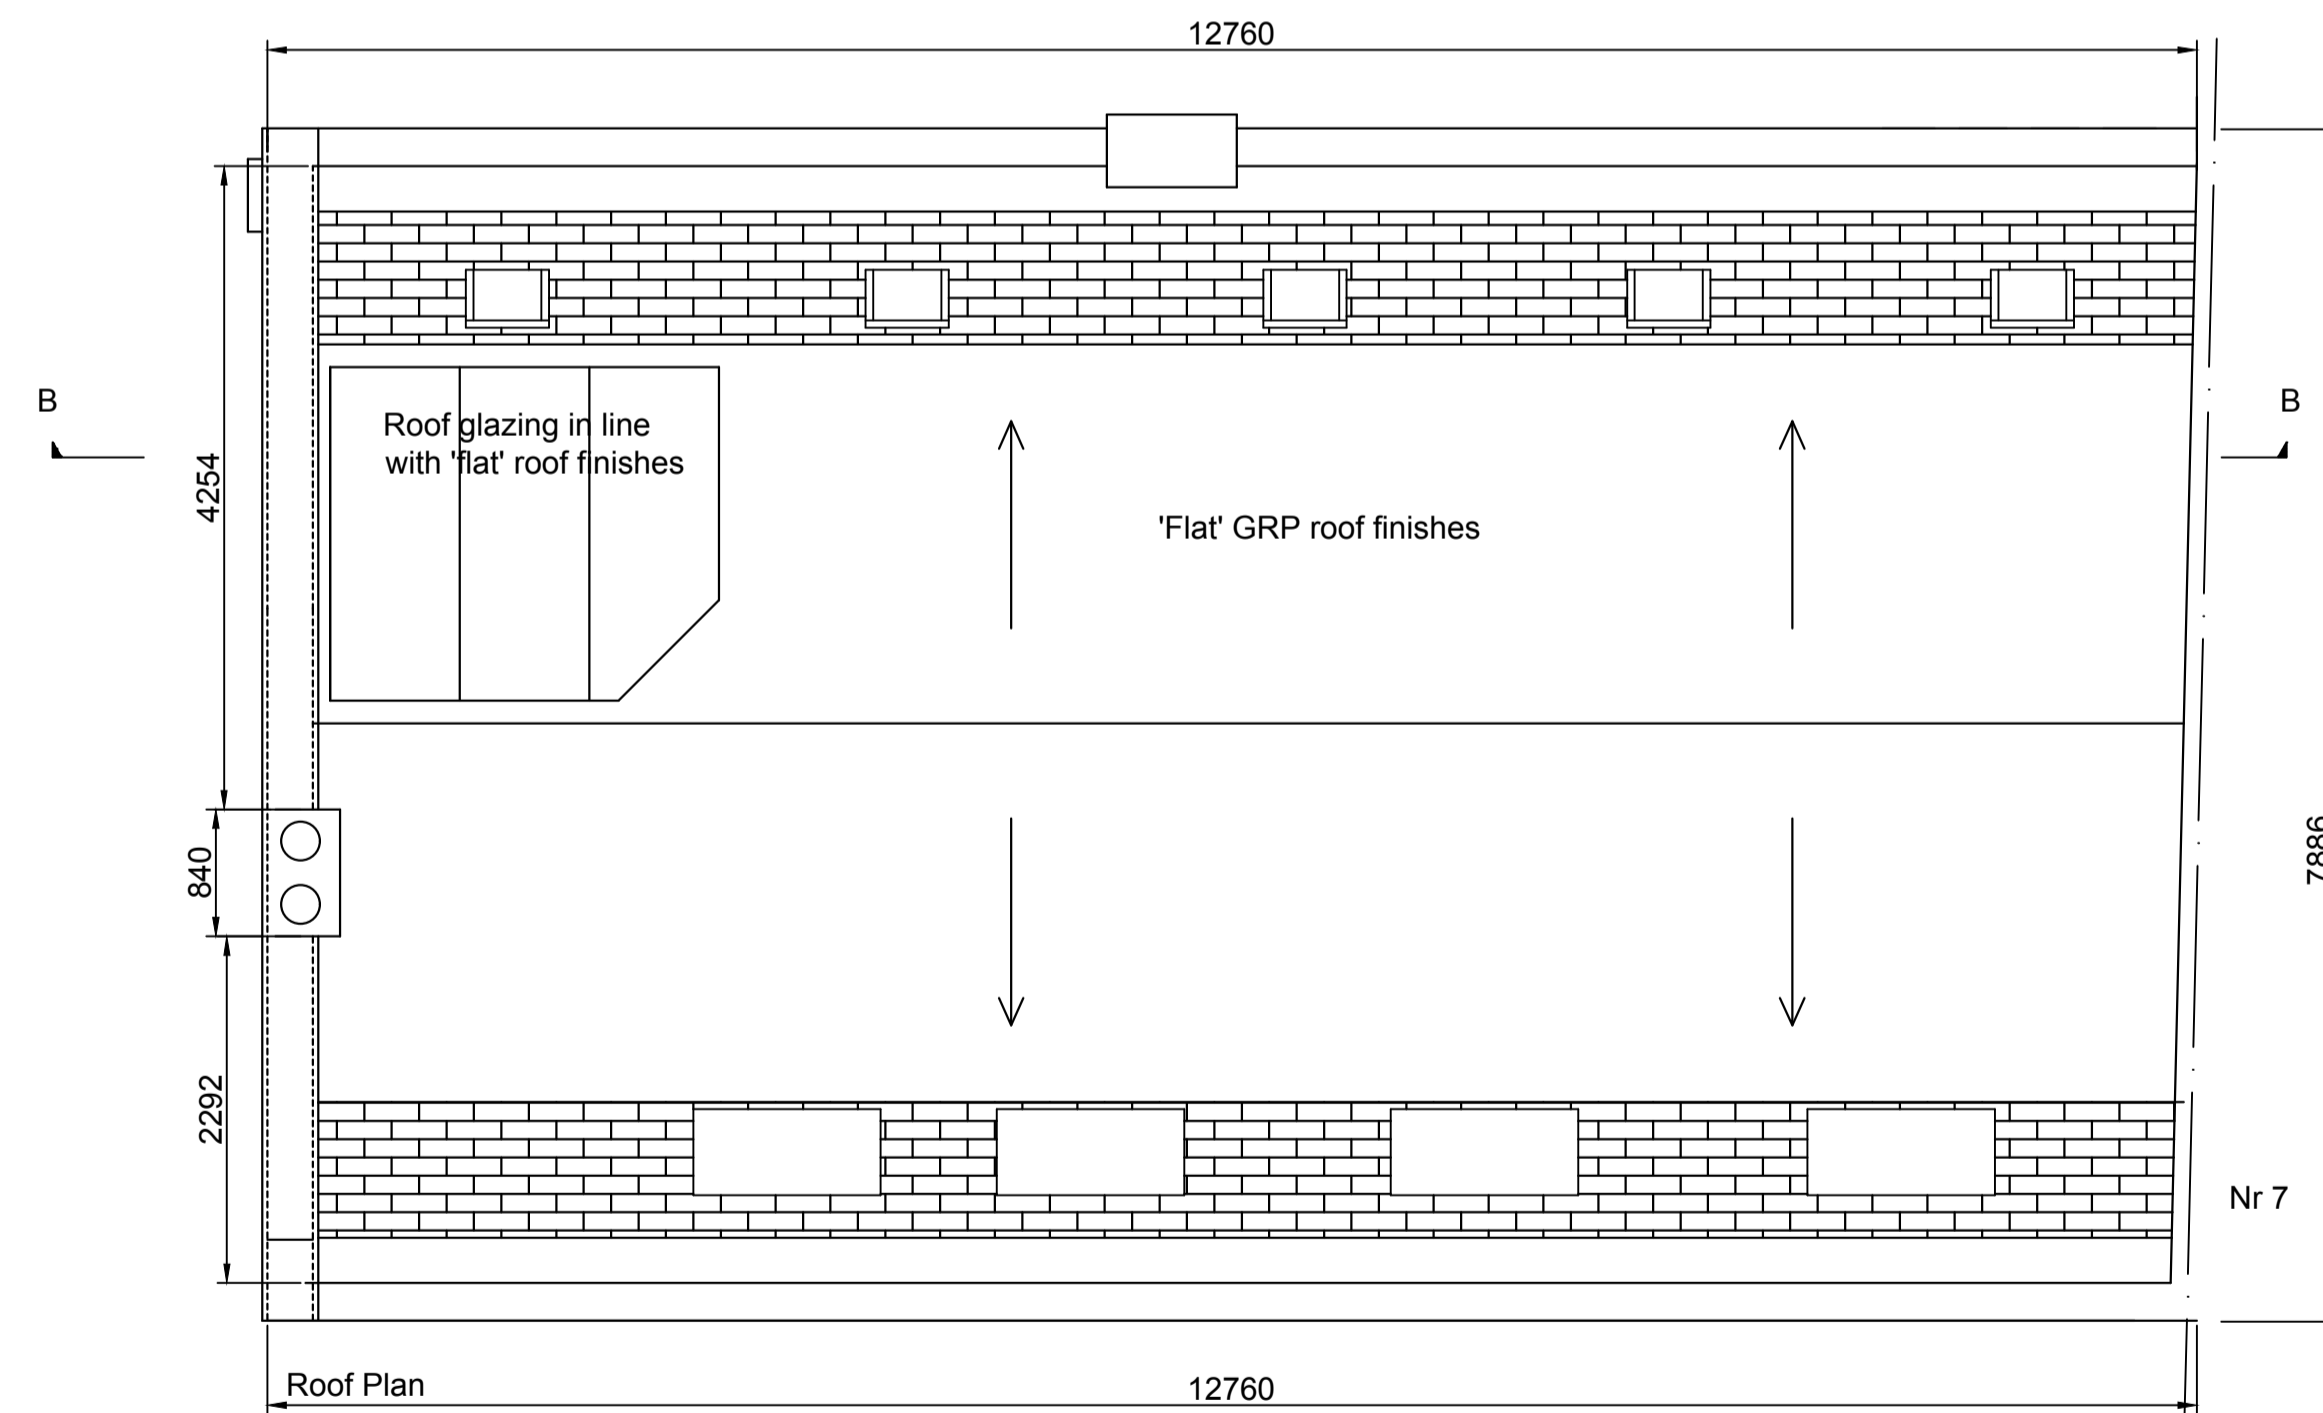 12760
B
B
Roof glazing in line
with 'flat' roof finishes
4254
'Flat' GRP roof finishes
840
7886
2292
Nr 7
Roof Plan
12760